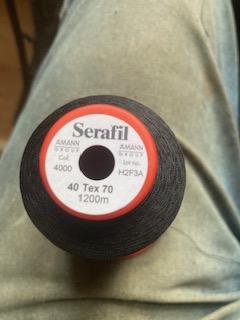 Serafil
AMANN AMANN
GROUP GROUP
Col. Lot no.
4000 H2F3A
40 Tex 70
1200m